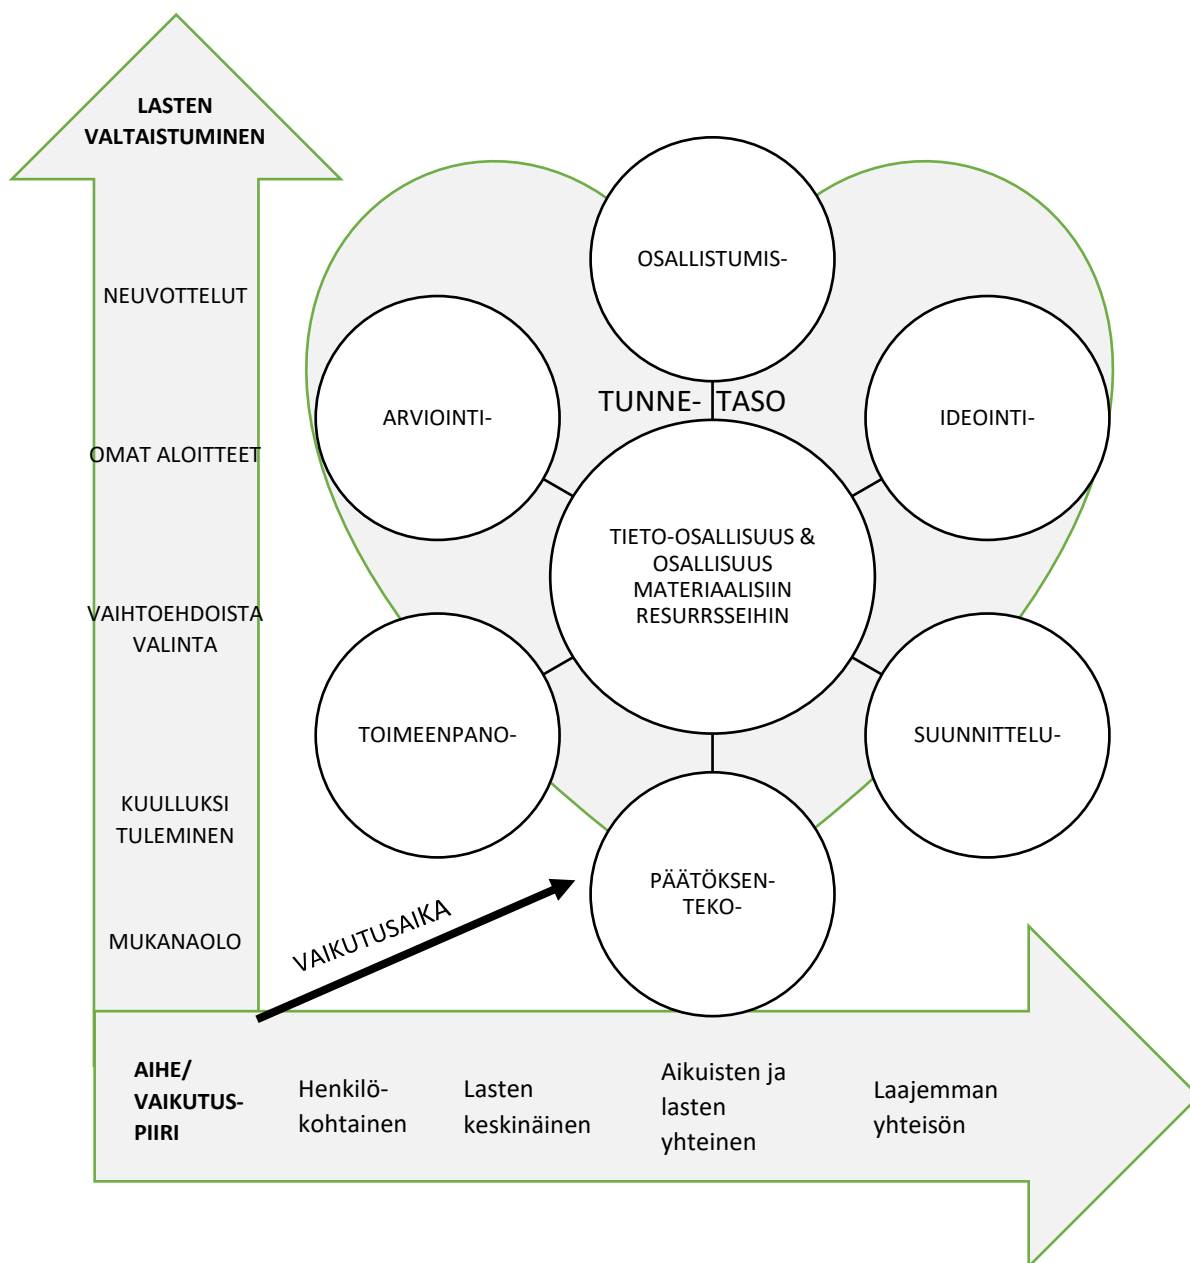 LASTEN
VALTAISTUMINEN
NEUVOTTELUT
OMAT ALOITTEET
VAIHTOEHDOISTA
VALINTA
KUULLUKSI
TULEMINEN
MUKANAOLO
OSALLISTUMIS-
ARVIOINTI-
IDEOINTI-
TUNNE- TASO
TIETO-OSALLISUUS &
OSALLISUUS
MATERIAALISIIN
RESURRSSEIHIN
TOIMEENPANO-
SUUNNITTELU-
PÄÄTÖKSEN-
TEKO-
VAIKUTUSAIKA
AIHE/
VAIKUTUS-
PIIRI
Henkilö-
kohtainen
Lasten
keskinäinen
Aikuisten ja
lasten
yhteinen
Laajemman
yhteisön